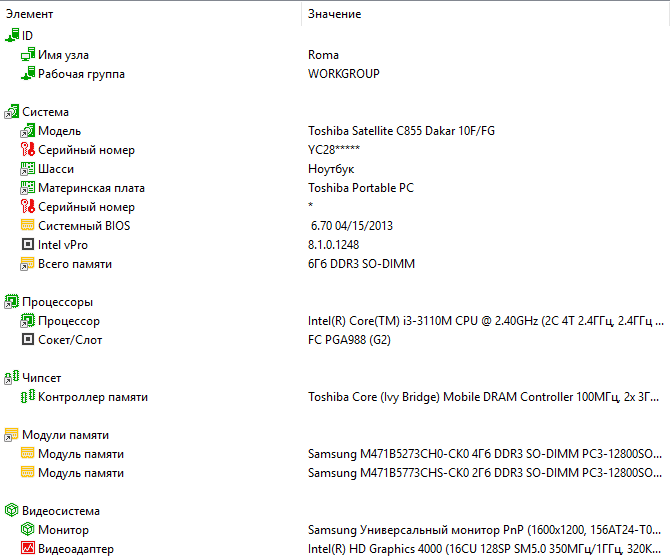 Элемент Значение
ID
Имя узла Roma
Рабочая группа WORKGROUP
Система
Модель Toshiba Satellite C855 Dakar 10F/FG
Серийный номер YC28*****
Шасси Ноутбук
Материнская плата Toshiba Portable PC
Серийный номер *
Системный BIOS 6.70 04/15/2013
Intel vPro 8.1.0.1248
Всего памяти 6Гб DDR3 SO-DIMM
Процессоры
Процессор Intel(R) Core(TM) i3-3110M CPU @ 2.40GHz (2C 4T 2.4ГГц, 2.4ГГц ...
Сокет/Слот FC PGA988 (G2)
Чипсет
Контроллер памяти Toshiba Core (Ivy Bridge) Mobile DRAM Controller 100МГц, 2x 3Г...
Модули памяти
Модуль памяти Samsung M471B5273CH0-CK0 4Гб DDR3 SO-DIMM PC3-12800SO...
Модуль памяти Samsung M471B5773CHS-CK0 2Гб DDR3 SO-DIMM PC3-12800SO...
Видеосистема
Монитор Samsung Универсальный монитор PnP (1600x1200, 156AT24-T0...
Видеоадаптер Intel(R) HD Graphics 4000 (16CU 128SP SM5.0 350МГц/1ГГц, 320K...